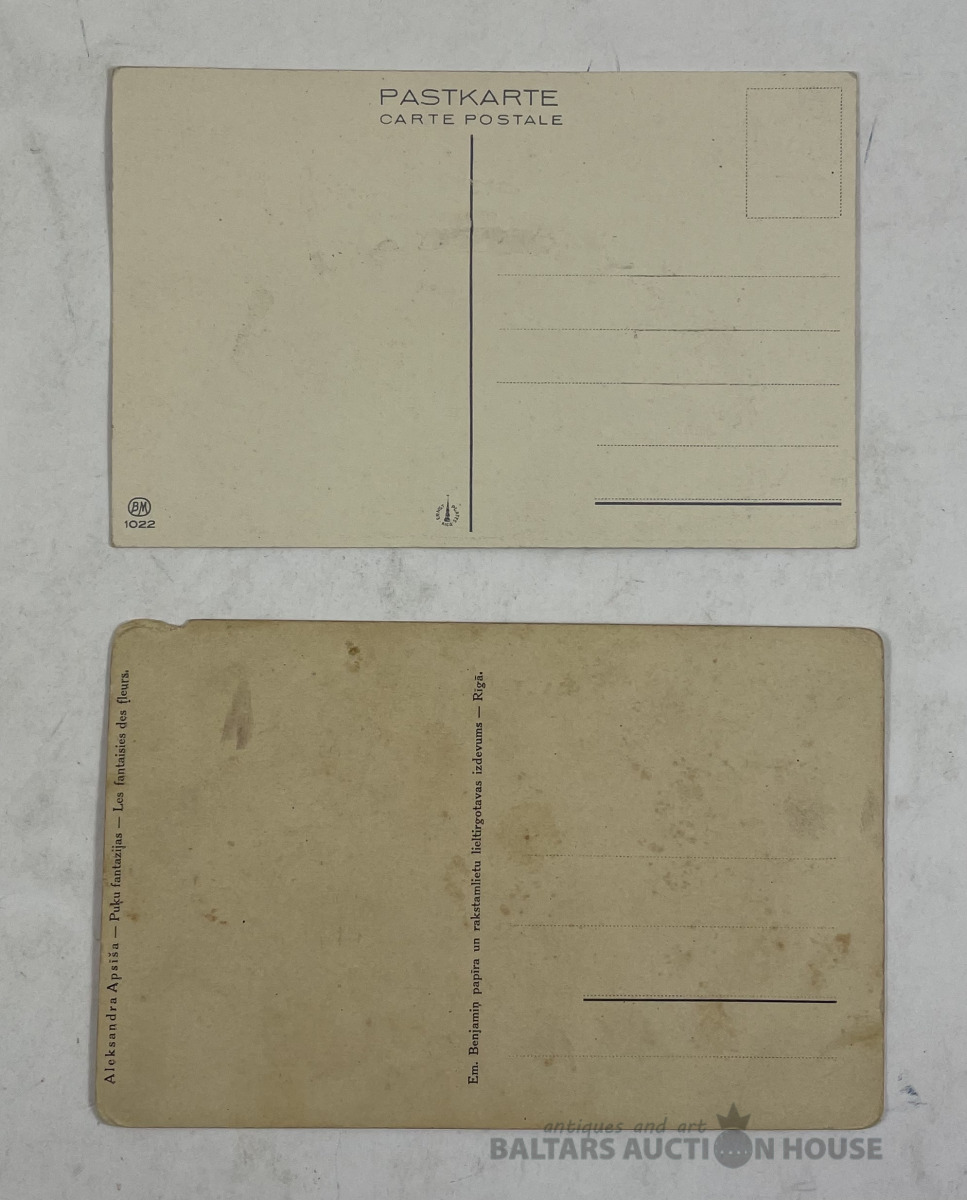 PASTKARTE
CARTE POSTALE
BM
1022
Aleksandra Apsiša — Puķu fantazijas — Les fantaisies des fleurs.
Em. Benjamiņ papīra un rakstamlietu lieltirgotavas izdevums — Rīgā.
antiques and art
BALTARS AUCTION HOUSE